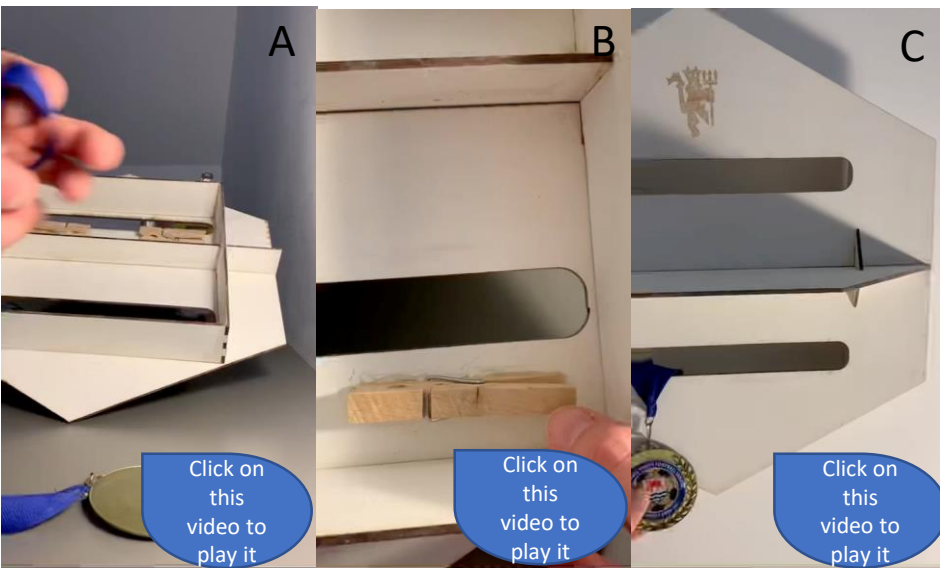 A
B
C
Click on
this
video to
play it
Click on
this
video to
play it
Click on
this
video to
play it